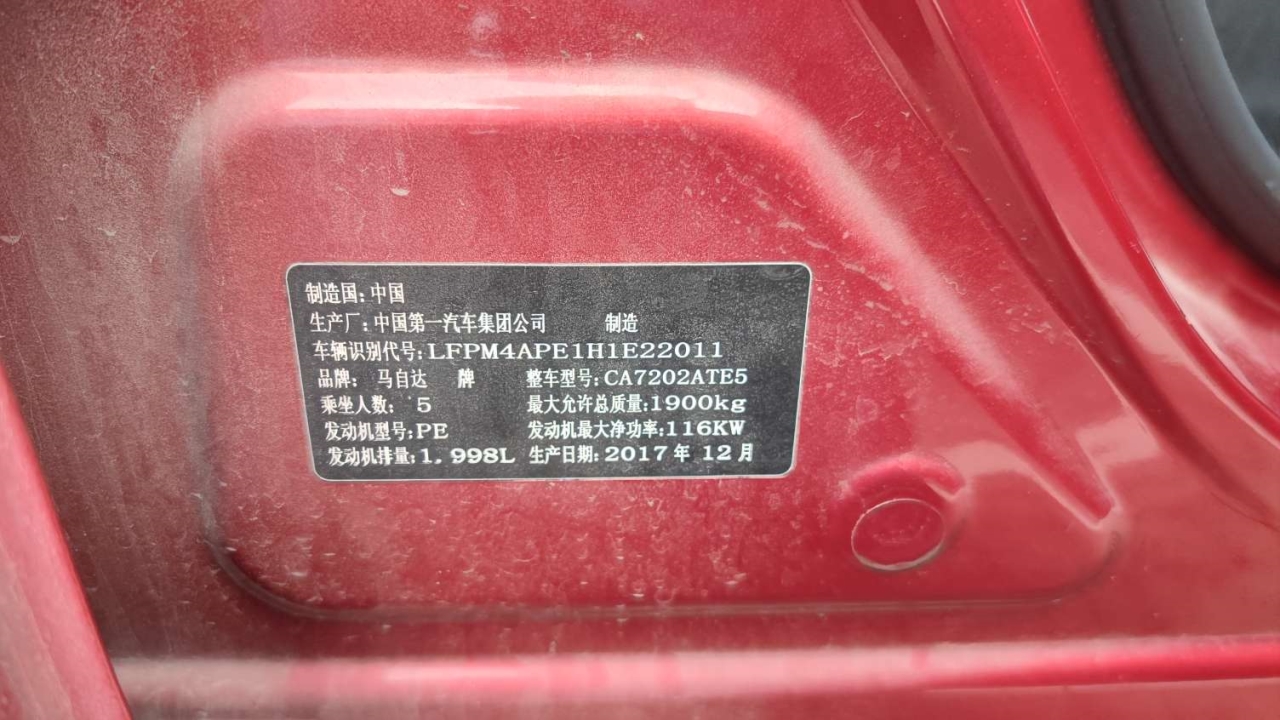 制造国:中国
生产厂:中国第一汽车集团公司 制造
车辆识别代号:LFPM4APE1H1E22011
品牌: 马自达 牌 整车型号:CA7202ATE5
乘坐人数: 5 最大允许总质量:1900kg
发动机型号:PE 发动机最大净功率:116KW
发动机排量:1.998L 生产日期:2017年 12月